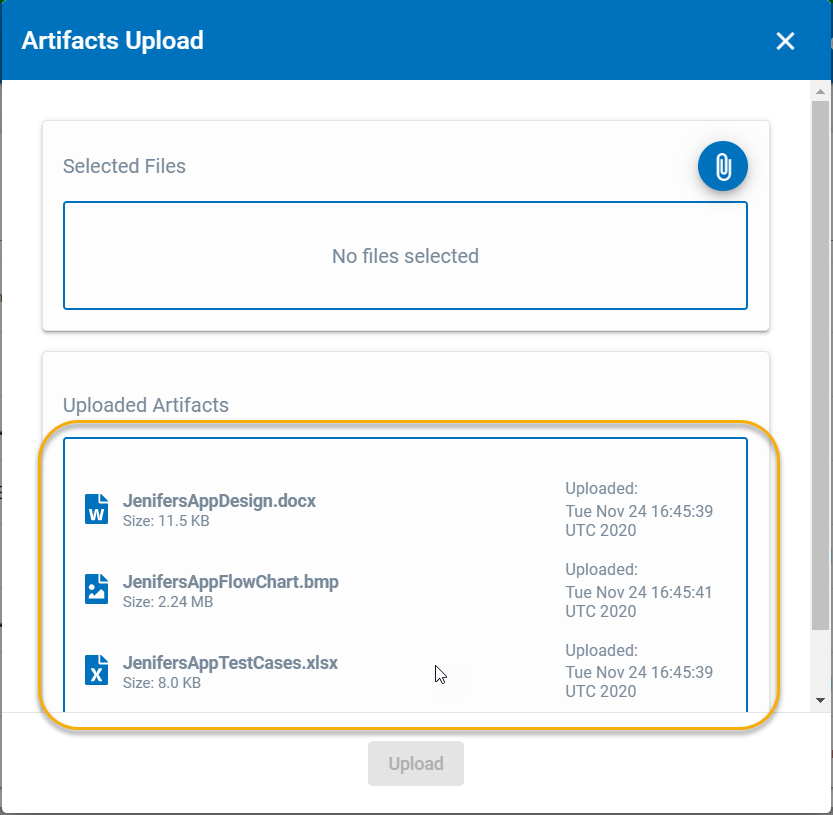 Artifacts Upload
Selected Files
No files selected
Uploaded Artifacts
JenifersAppDesign.docx
Size: 11.5 KB
Uploaded:
Tue Nov 24 16:45:39
UTC 2020
JenifersAppFlowChart.bmp
Size: 2.24 MB
Uploaded:
Tue Nov 24 16:45:41
UTC 2020
JenifersAppTestCases.xlsx
Size: 8.0 KB
Uploaded:
Tue Nov 24 16:45:39
UTC 2020
Upload